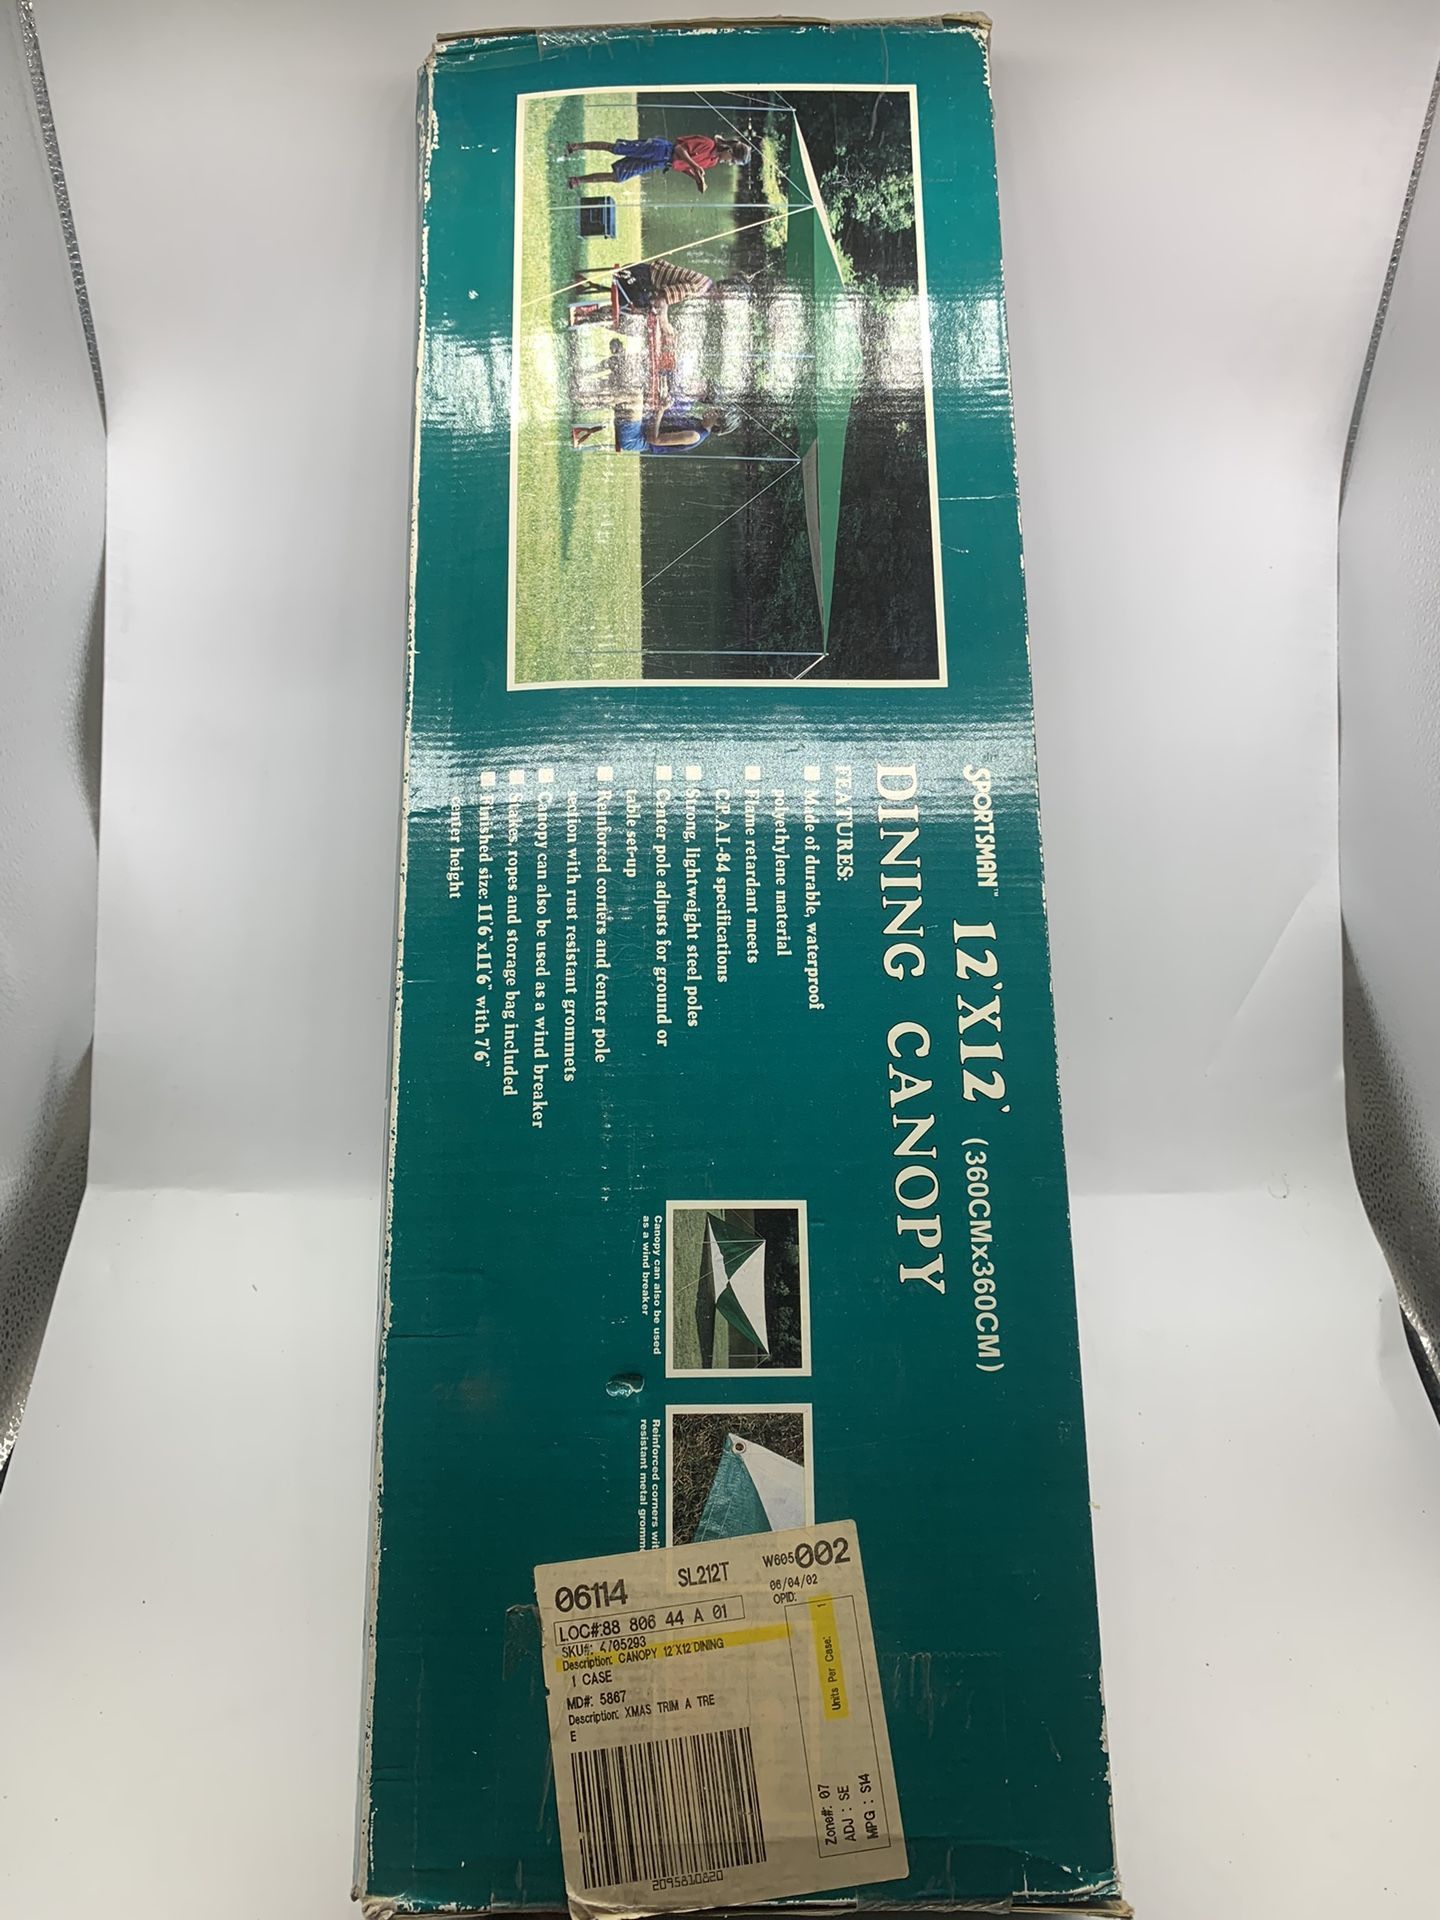 SPORTSMAN™ 12'X12' (360CMx360CM)
DINING CANOPY
FEATURES:
Made of durable, waterproof
polyethylene material
Flame retardant meets
C.P.A.I.-84 specifications
Strong, lightweight steel poles
Center pole adjusts for ground or
table set-up
Reinforced corners and center pole
section with rust resistant grommets
Canopy can also be used as a wind breaker
Stakes, ropes and storage bag included
Finished size: 11'6"x11'6" with 7'6"
center height
Canopy can also be used
as a wind breaker
Reinforced corners
resistant metal
06114 SL212T W605002
06/04/02
OPID:
LOC#:88 806 44 A 01
SKU#: 4705293
Description: CANOPY 12'X12'DINING
1 CASE
MD#: 5867
Description: XMAS TRIM A TRE
E
Units Per Case: 1
Zone#: 07
ADJ : SE
MPG : S14
2095810820